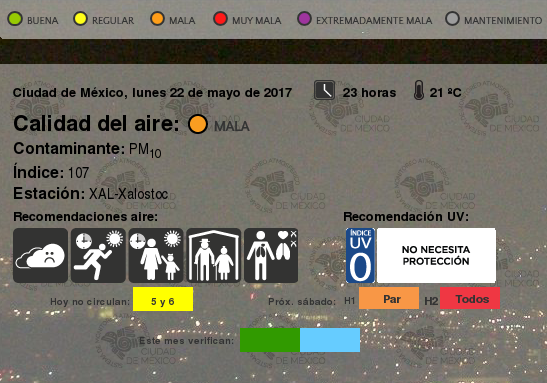 BUENA REGULAR MALA MUY MALA EXTREMADAMENTE MALA MANTENIMIENTO
Ciudad de México, lunes 22 de mayo de 2017 23 horas 21 ºC
Calidad del aire: MALA
Contaminante: PM10
Índice: 107
Estación: XAL-Xalostoc
Recomendaciones aire: Recomendación UV:
ÍNDICE
UV
0
NO NECESITA
PROTECCIÓN
Hoy no circulan: 5 y 6 Próx. sábado: H1 Par H2 Todos
Este mes verifican:
CIUDAD
DE MÉXICO